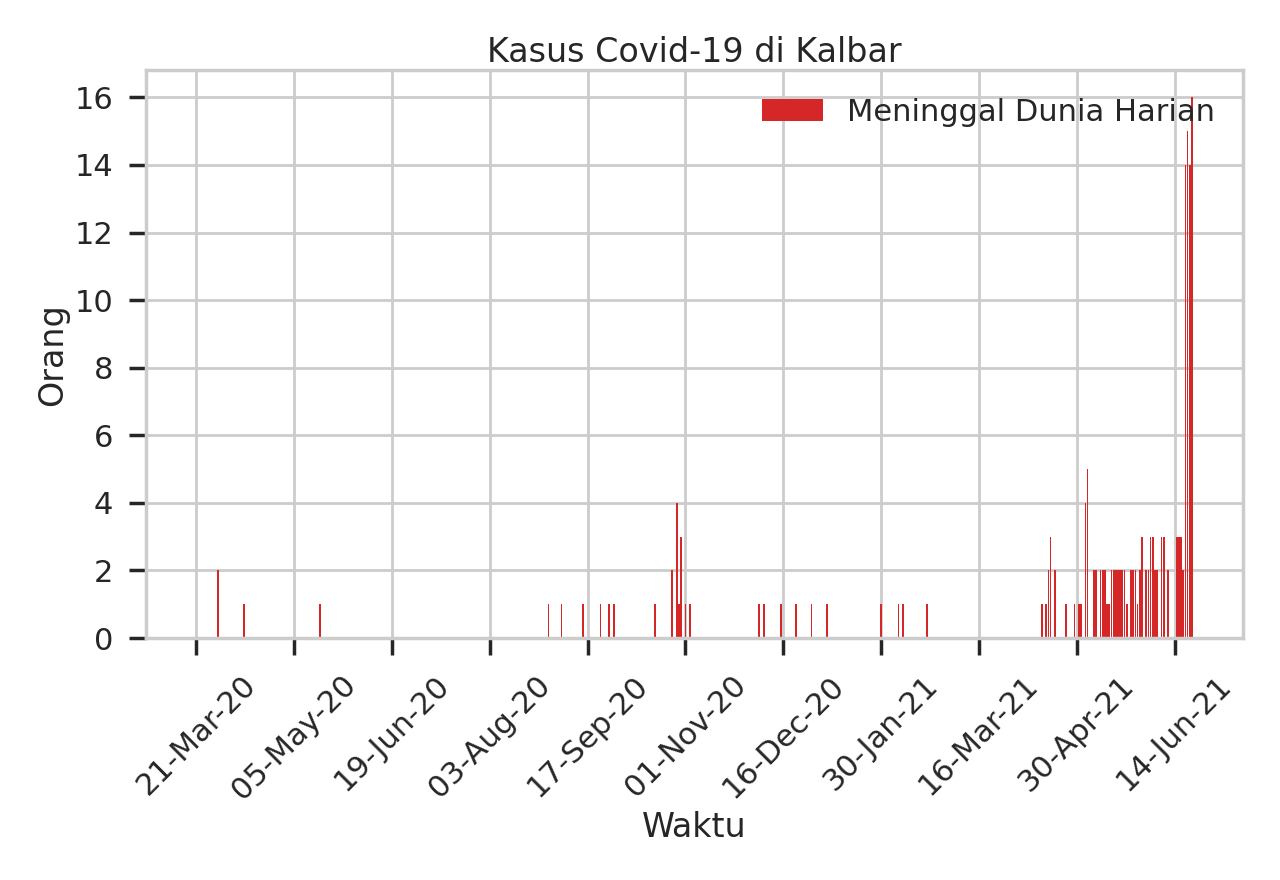 Kasus Covid-19 di Kalbar
Meninggal Dunia Harian
Orang
16
14
12
10
8
6
4
2
0
21-Mar-20
05-May-20
19-Jun-20
03-Aug-20
17-Sep-20
01-Nov-20
16-Dec-20
30-Jan-21
16-Mar-21
30-Apr-21
14-Jun-21
Waktu